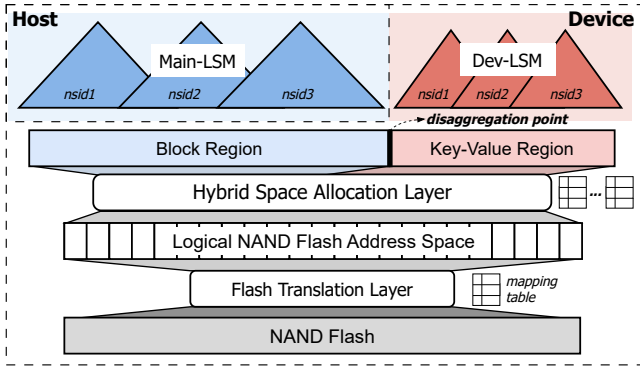 Host
Device
Main-LSM
Dev-LSM
nsid1
nsid2
nsid3
nsid1
nsid2
nsid3
disaggregation point
Block Region
Key-Value Region
Hybrid Space Allocation Layer
...
Logical NAND Flash Address Space
Flash Translation Layer
mapping
table
NAND Flash